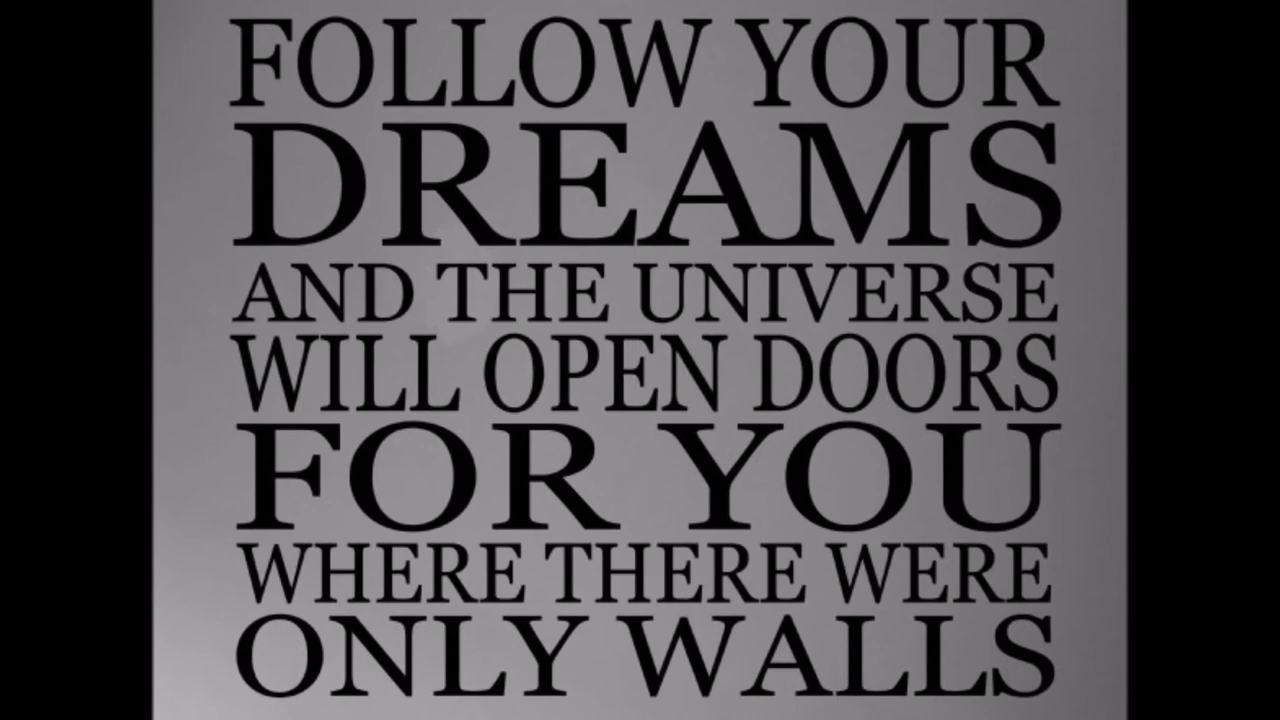 FOLLOW YOUR
DREAMS
AND THE UNIVERSE
WILL OPEN DOORS
FOR YOU
WHERE THERE WERE
ONLY WALLS